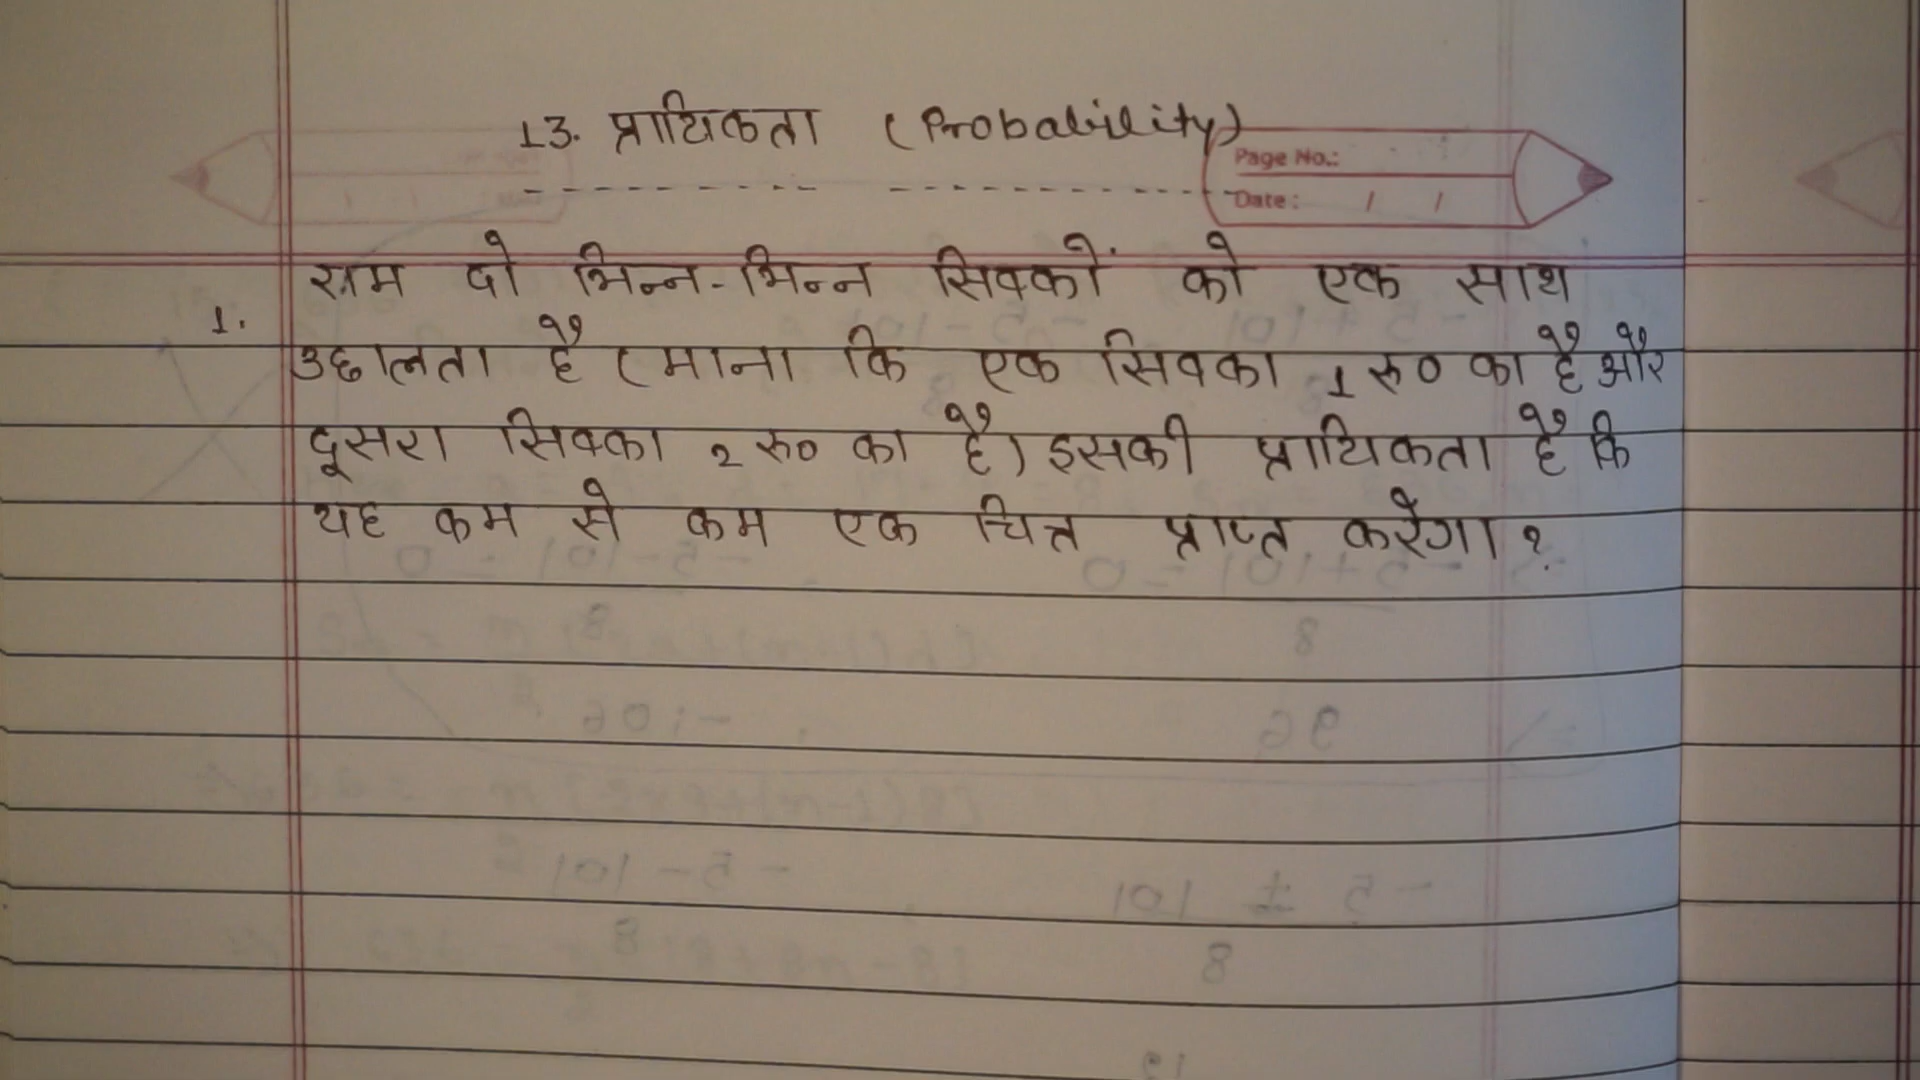 13. प्रायिकता (Probability)
Page No.:
Date : / /
राम दो भिन्न-भिन्न सिक्कों को एक साथ
1.
उछालता है (माना कि एक सिक्का 1 रू० का है और
दूसरा सिक्का 2 रू० का है) इसकी प्रायिकता है कि
यह कम से कम एक चित्त प्राप्त करेगा?